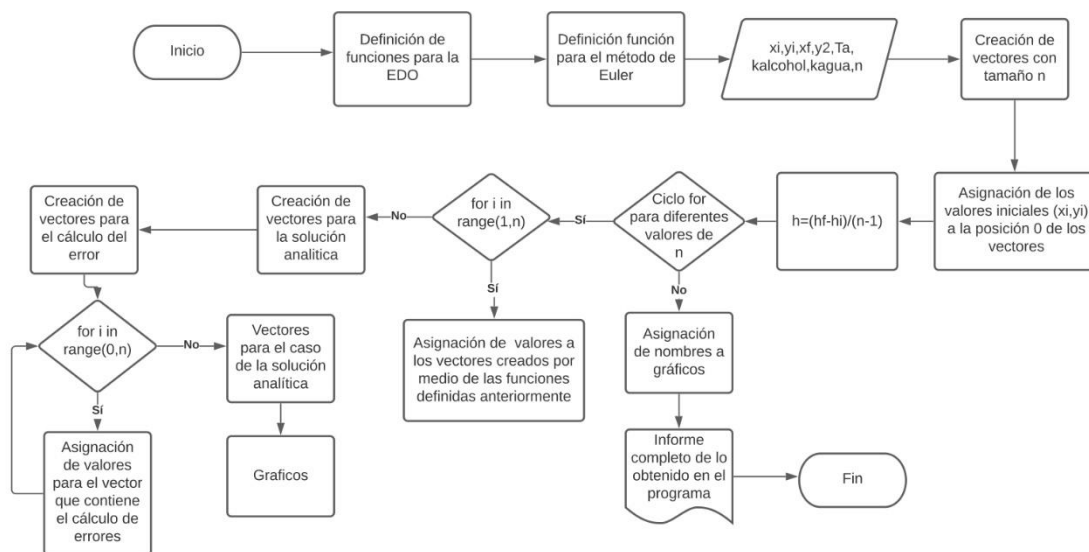 Inicio
Definición de
funciones para la
EDO
Definición función
para el método de
Euler
xi,yi,xf,y2,Ta,
kalcohol,kagua,n
Creación de
vectores con
tamaño n
Asignación de los
valores iniciales (xi,yi)
a la posición 0 de los
vectores
h=(hf-hi)/(n-1)
Ciclo for
para diferentes
valores de
n
Sí
No
for i in
range(1,n)
No
Sí
Asignación de valores a
los vectores creados por
medio de las funciones
definidas anteriormente
Creación de
vectores para
la solución
analitica
Creación de
vectores para
el cálculo del
error
for i in
range(0,n)
No
Sí
Asignación
de valores
para el vector
que contiene
el cálculo de
errores
Vectores
para el caso
de la solución
analítica
Graficos
Asignación
de nombres a
gráficos
Informe
completo de lo
obtenido en el
programa
Fin